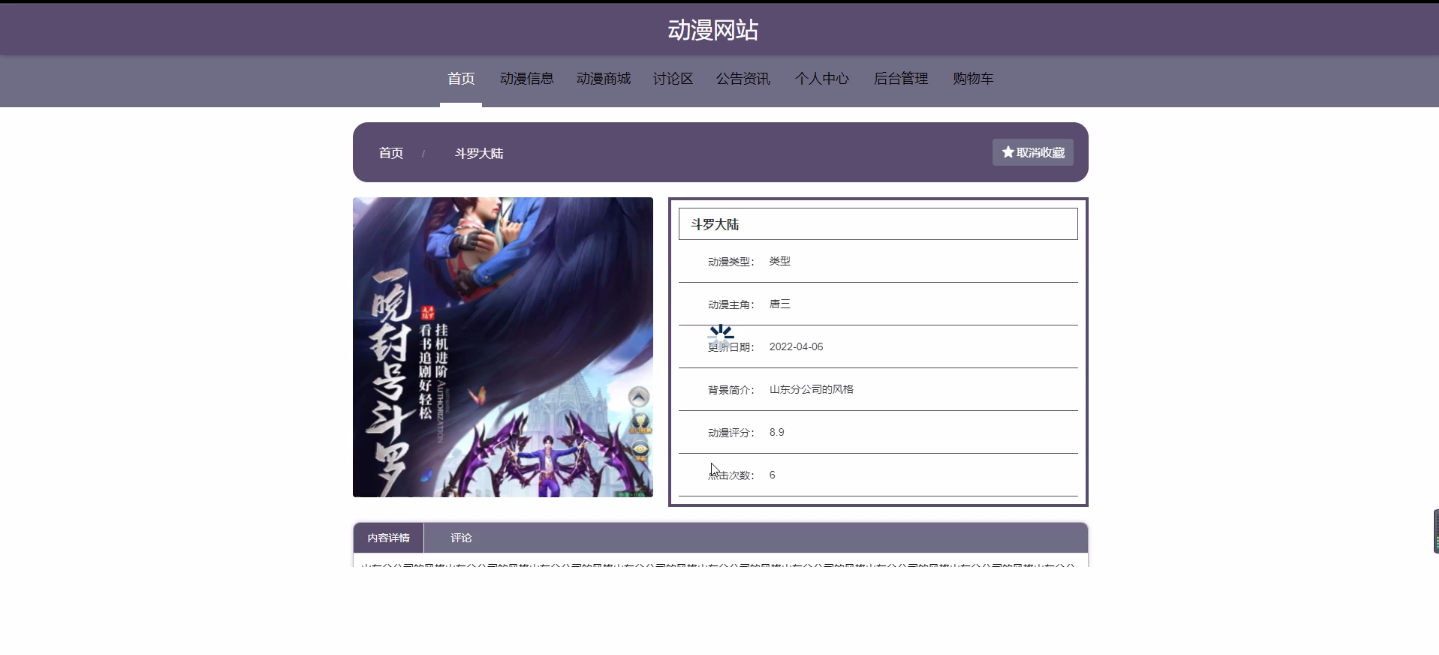 动漫网站
首页 动漫信息 动漫商城 讨论区 公告资讯 个人中心 后台管理 购物车
首页 / 斗罗大陆 ★取消收藏
一晚封号斗罗
挂机进阶
看书追剧好轻松
AUTHORIZATION
斗罗大陆
动漫类型： 类型
动漫主角： 唐三
更新日期： 2022-04-06
背景简介： 山东分公司的风格
动漫评分： 8.9
点击次数： 6
内容详情 评论